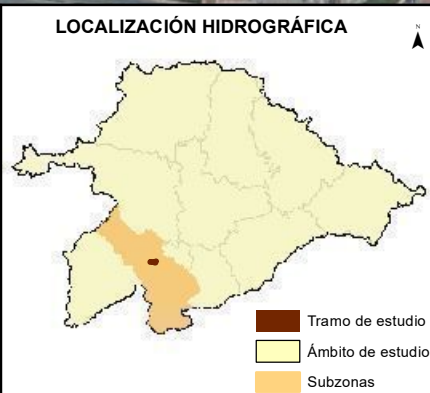 LOCALIZACIÓN HIDROGRÁFICA
N
Tramo de estudio
Ámbito de estudio
Subzonas